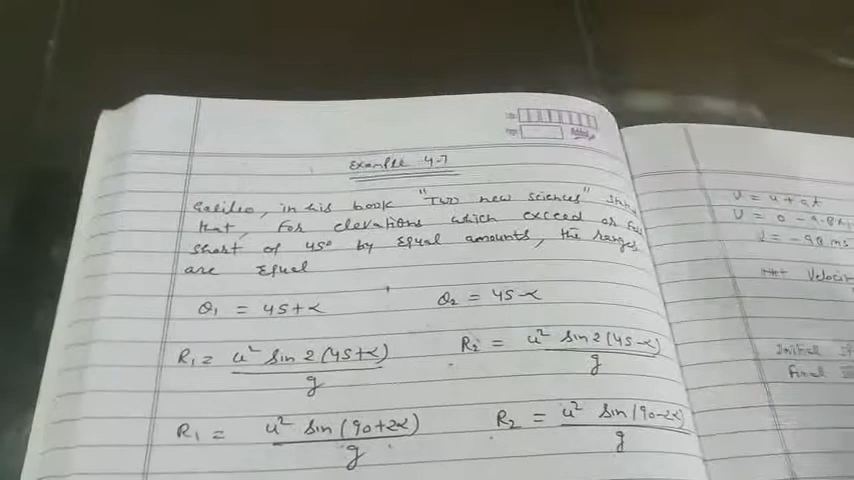 Example 4.7
Galileo, in his book "Two new sciences"
that, for elevations which exceed or fall
short of 45° by equal amounts, the ranges
are equal
θ₁ = 45+α
θ₂ = 45-α
R₁ = u² sin 2(45+α) / g
R₂ = u² sin 2(45-α) / g
R₁ = u² sin(90+2α) / g
R₂ = u² sin(90-2α) / g
V = u + at
V = 0 - 9.8
V = -98 ms
Velocit
Initial
Final